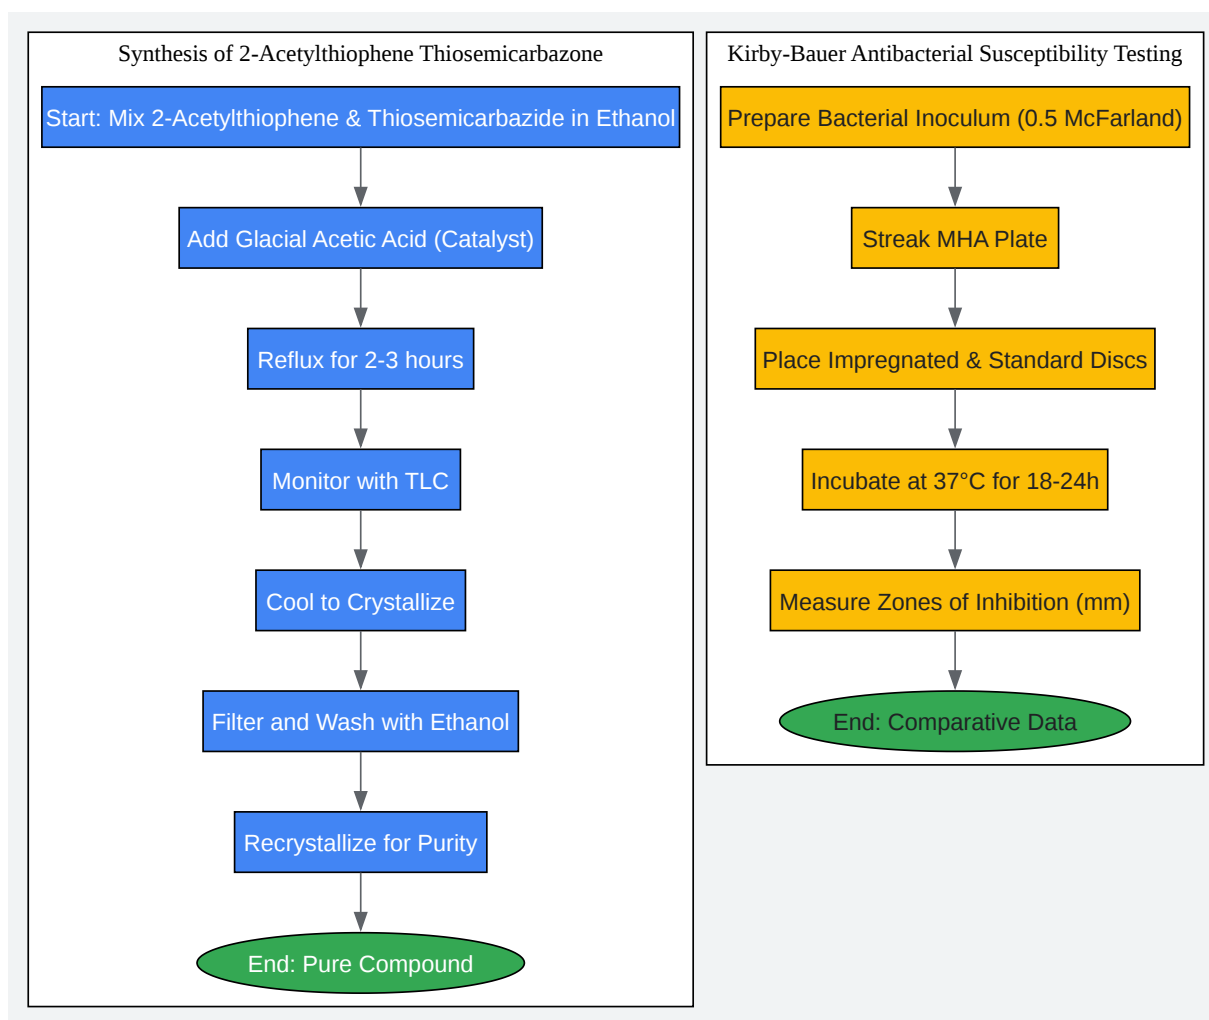 Synthesis of 2-Acetylthiophene Thiosemicarbazone
Start: Mix 2-Acetylthiophene & Thiosemicarbazide in Ethanol
Add Glacial Acetic Acid (Catalyst)
Reflux for 2-3 hours
Monitor with TLC
Cool to Crystallize
Filter and Wash with Ethanol
Recrystallize for Purity
End: Pure Compound
Kirby-Bauer Antibacterial Susceptibility Testing
Prepare Bacterial Inoculum (0.5 McFarland)
Streak MHA Plate
Place Impregnated & Standard Discs
Incubate at 37°C for 18-24h
Measure Zones of Inhibition (mm)
End: Comparative Data